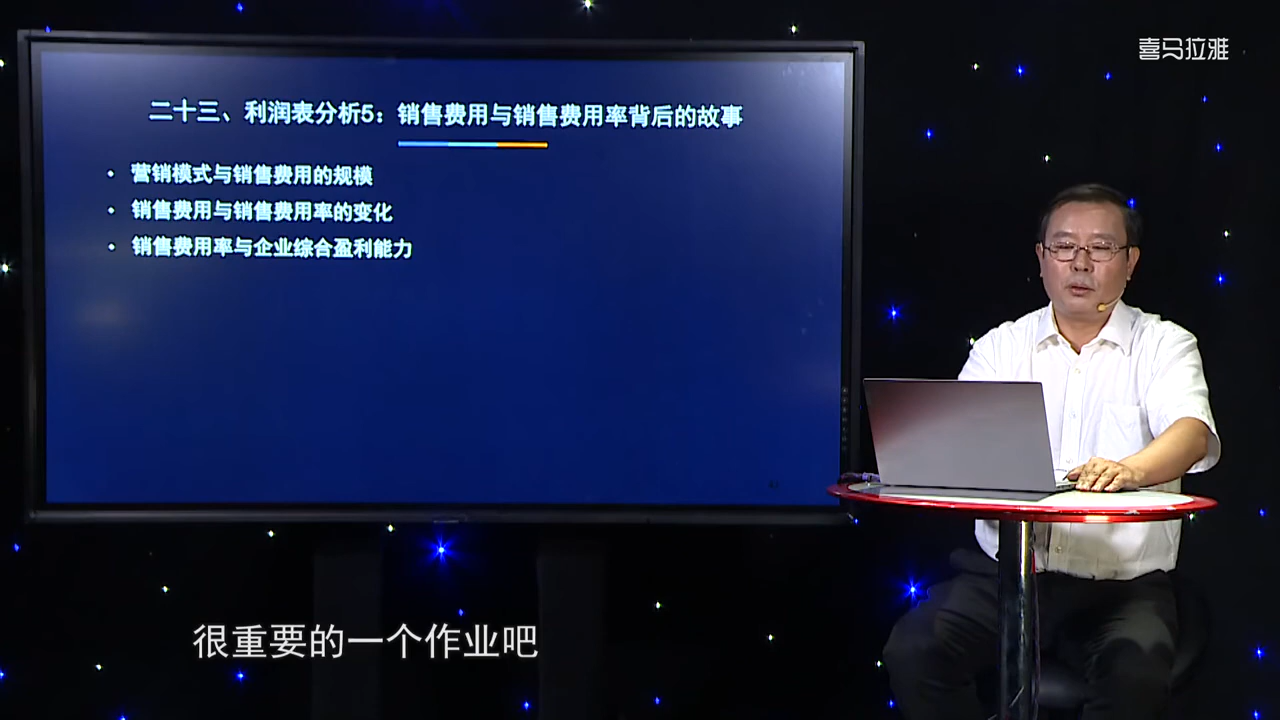 喜马拉雅
二十三、利润表分析5：销售费用与销售费用率背后的故事
• 营销模式与销售费用的规模
• 销售费用与销售费用率的变化
• 销售费用率与企业综合盈利能力
很重要的一个作业吧